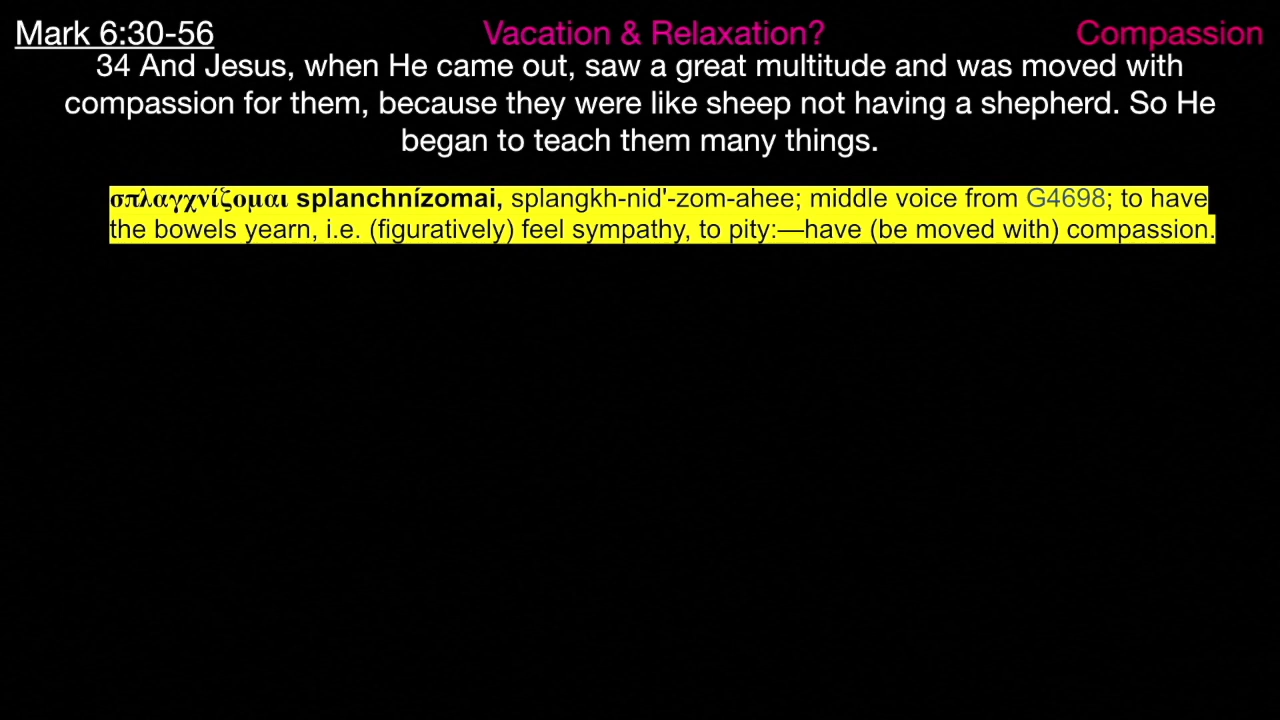 Mark 6:30-56 Vacation & Relaxation? Compassion
34 And Jesus, when He came out, saw a great multitude and was moved with
compassion for them, because they were like sheep not having a shepherd. So He
began to teach them many things.
σπλαγχνίζομαι splanchnízomai, splangkh-nid'-zom-ahee; middle voice from G4698; to have
the bowels yearn, i.e. (figuratively) feel sympathy, to pity:—have (be moved with) compassion.